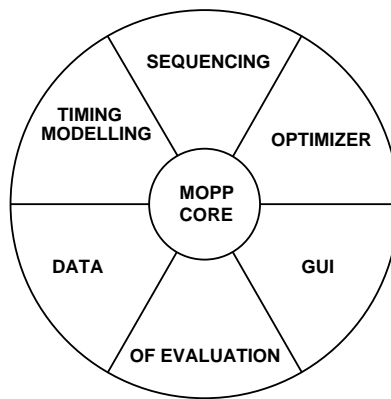 SEQUENCING
TIMING
MODELLING
OPTIMIZER
MOPP
CORE
DATA
GUI
OF EVALUATION